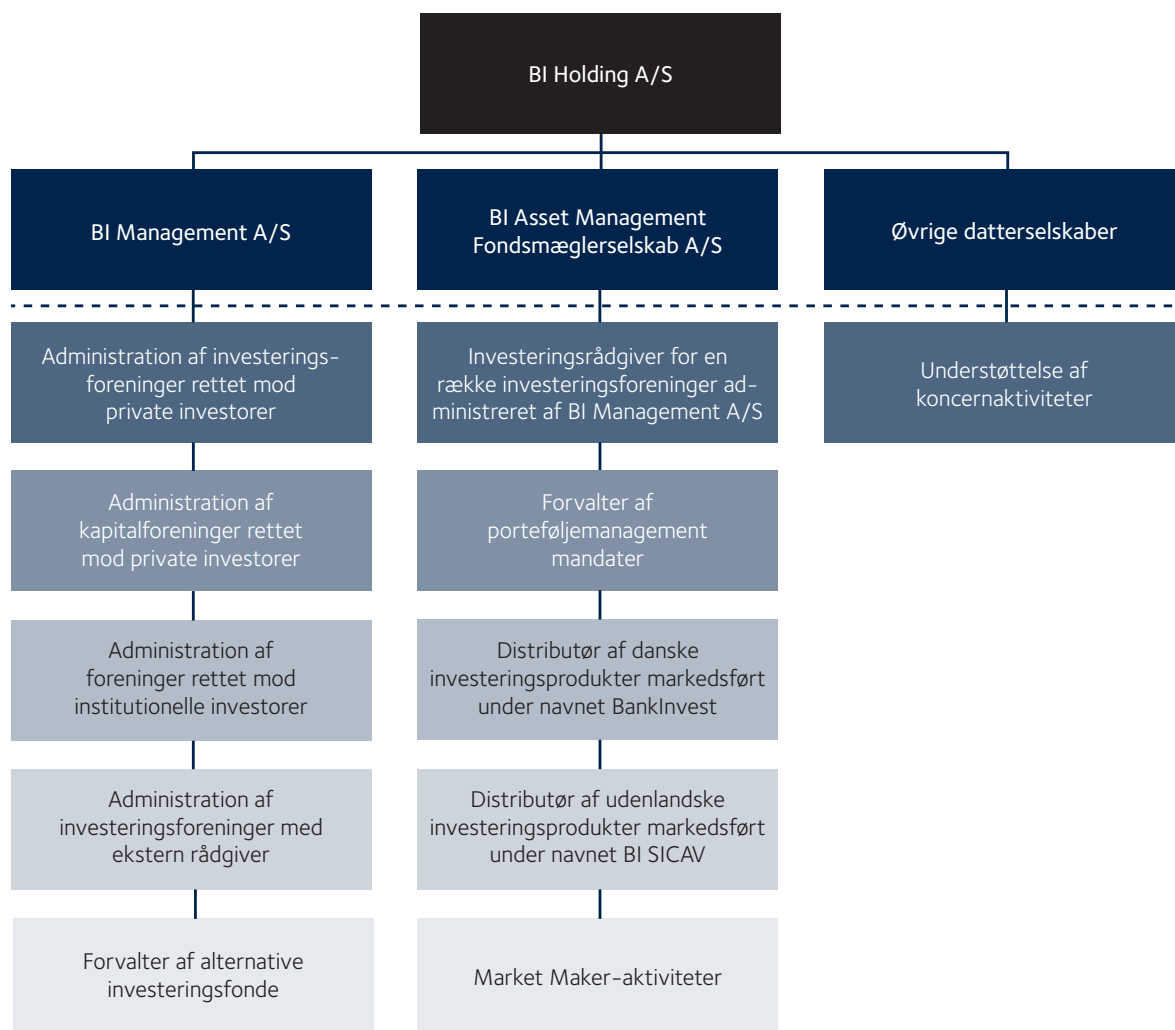 BI Holding A/S
BI Management A/S
BI Asset Management
Fondsmæglerselskab A/S
Øvrige datterselskaber
Administration af investerings-
foreninger rettet mod
private investorer
Investeringsrådgiver for en
række investeringsforeninger ad-
ministreret af BI Management A/S
Understøttelse af
koncernaktiviteter
Administration af
kapitalforeninger rettet
mod private investorer
Forvalter af
porteføljemanagement
mandater
Administration af
foreninger rettet mod
institutionelle investorer
Distributør af danske
investeringsprodukter markedsført
under navnet BankInvest
Administration af
investeringsforeninger med
ekstern rådgiver
Distributør af udenlandske
investeringsprodukter markedsført
under navnet BI SICAV
Forvalter af alternative
investeringsfonde
Market Maker-aktiviteter